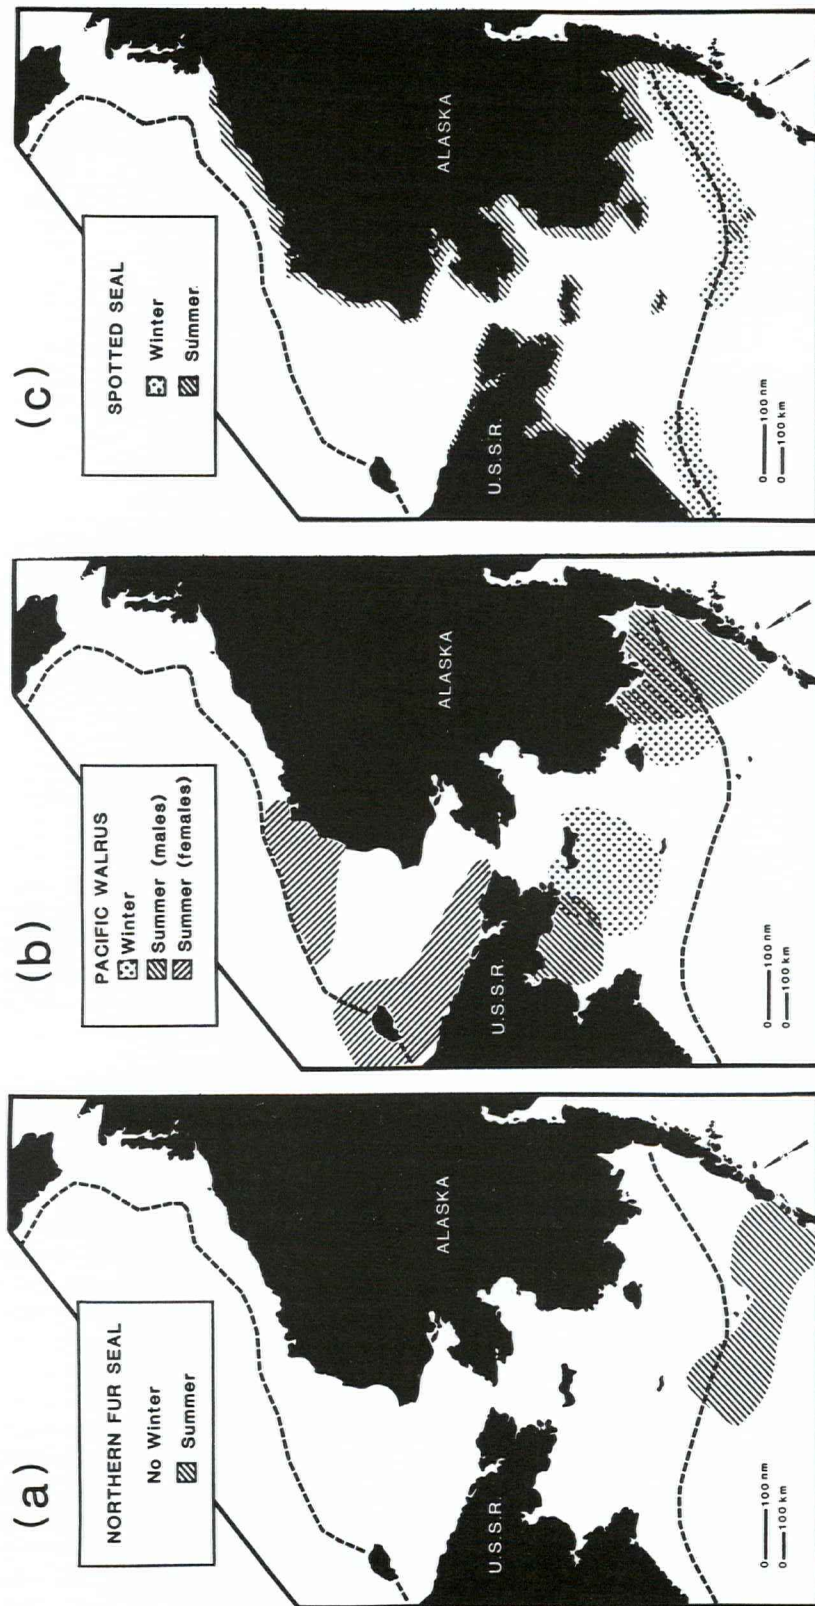 (a)
NORTHERN FUR SEAL
No Winter
Summer
ALASKA
U.S.S.R.
0 100 nm
0 100 km
(b)
PACIFIC WALRUS
Winter
Summer (males)
Summer (females)
ALASKA
U.S.S.R.
0 100 nm
0 100 km
(c)
SPOTTED SEAL
Winter
Summer.
ALASKA
U.S.S.R.
0 100 nm
0 100 km